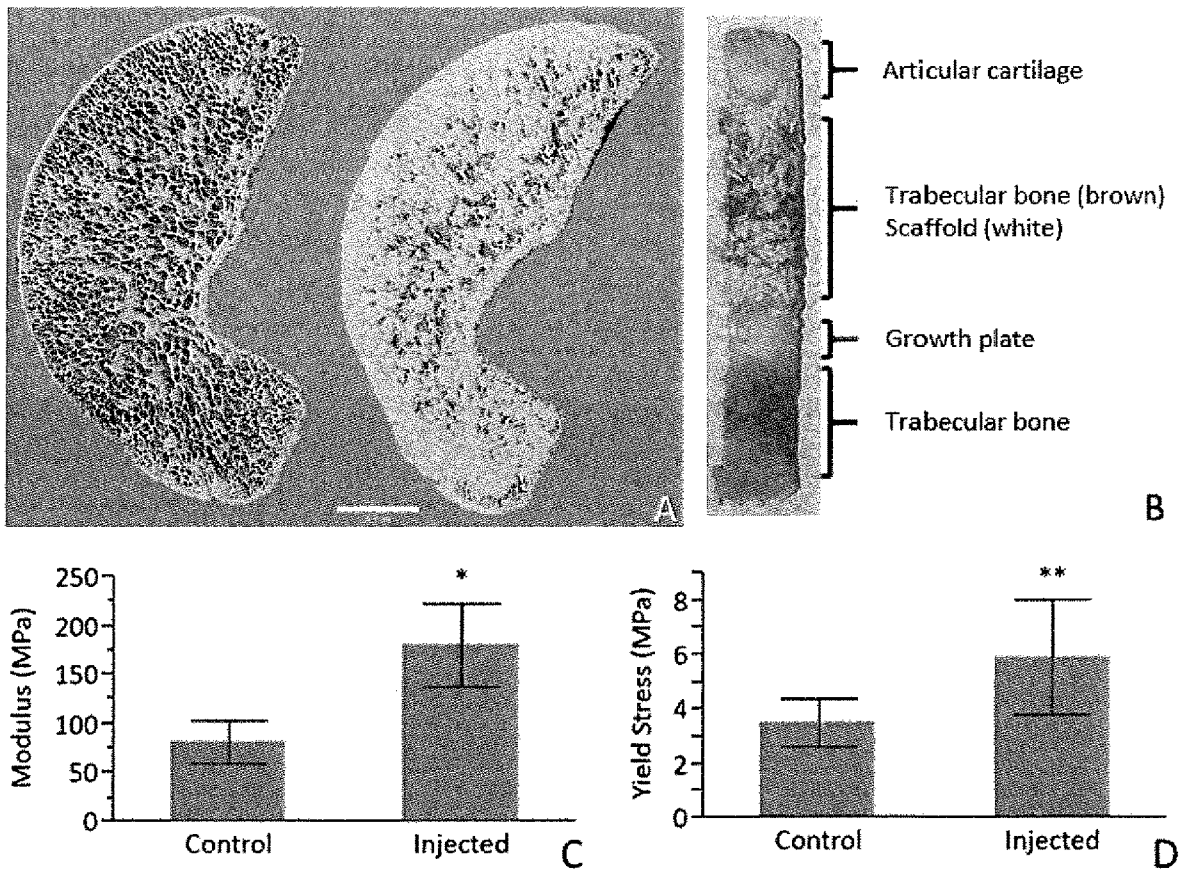 A
Articular cartilage
Trabecular bone (brown)
Scaffold (white)
Growth plate
Trabecular bone
B
Modulus (MPa)
250
200
150
100
50
0
*
Control
Injected
C
Yield Stress (MPa)
8
6
4
2
0
**
Control
Injected
D